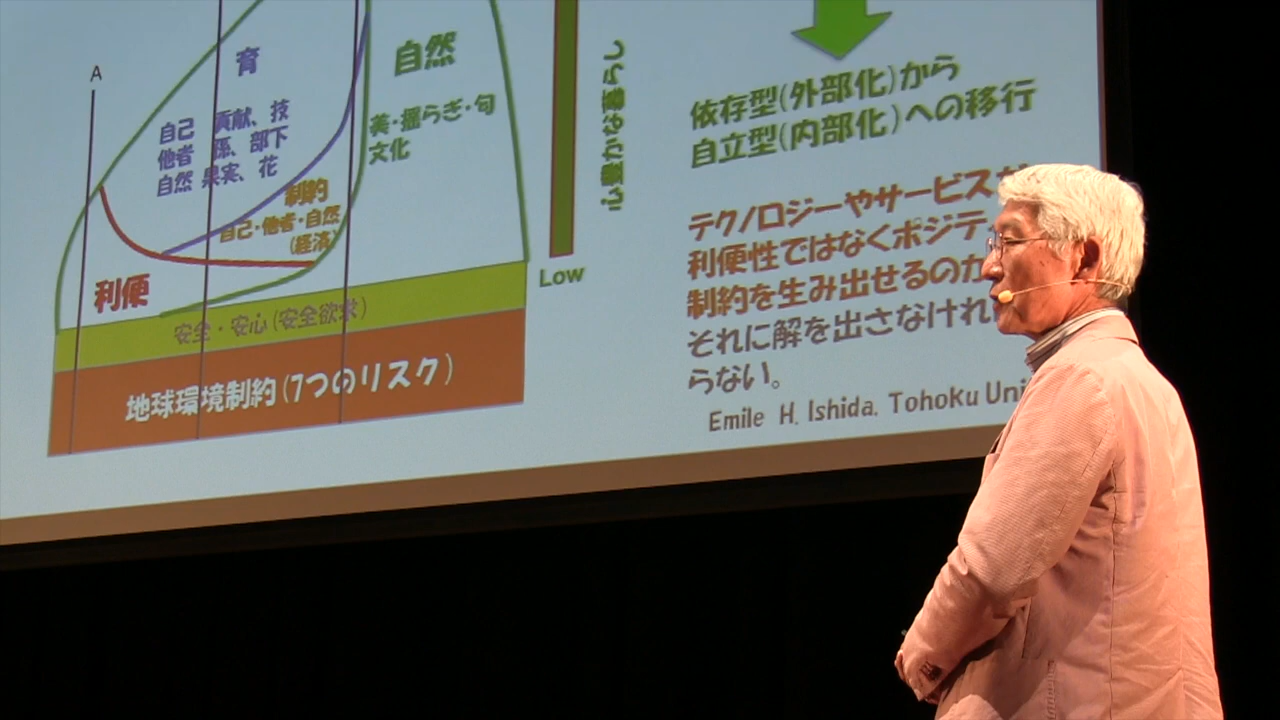 A
育
自己 貢献、技
他者 孫、部下
自然 果実、花
制約
自己・他者・自然
(経済)
利便
自然
美・揺らぎ・旬
文化
安全・安心(安全欲求)
地球環境制約(7つのリスク)
心豊かな暮らし
Low
依存型(外部化)から
自立型(内部化)への移行
テクノロジーやサービスが
利便性ではなくポジティ
制約を生み出せるのか
それに解を出さなけれ
らない。
Emile H. Ishida, Tohoku Uni